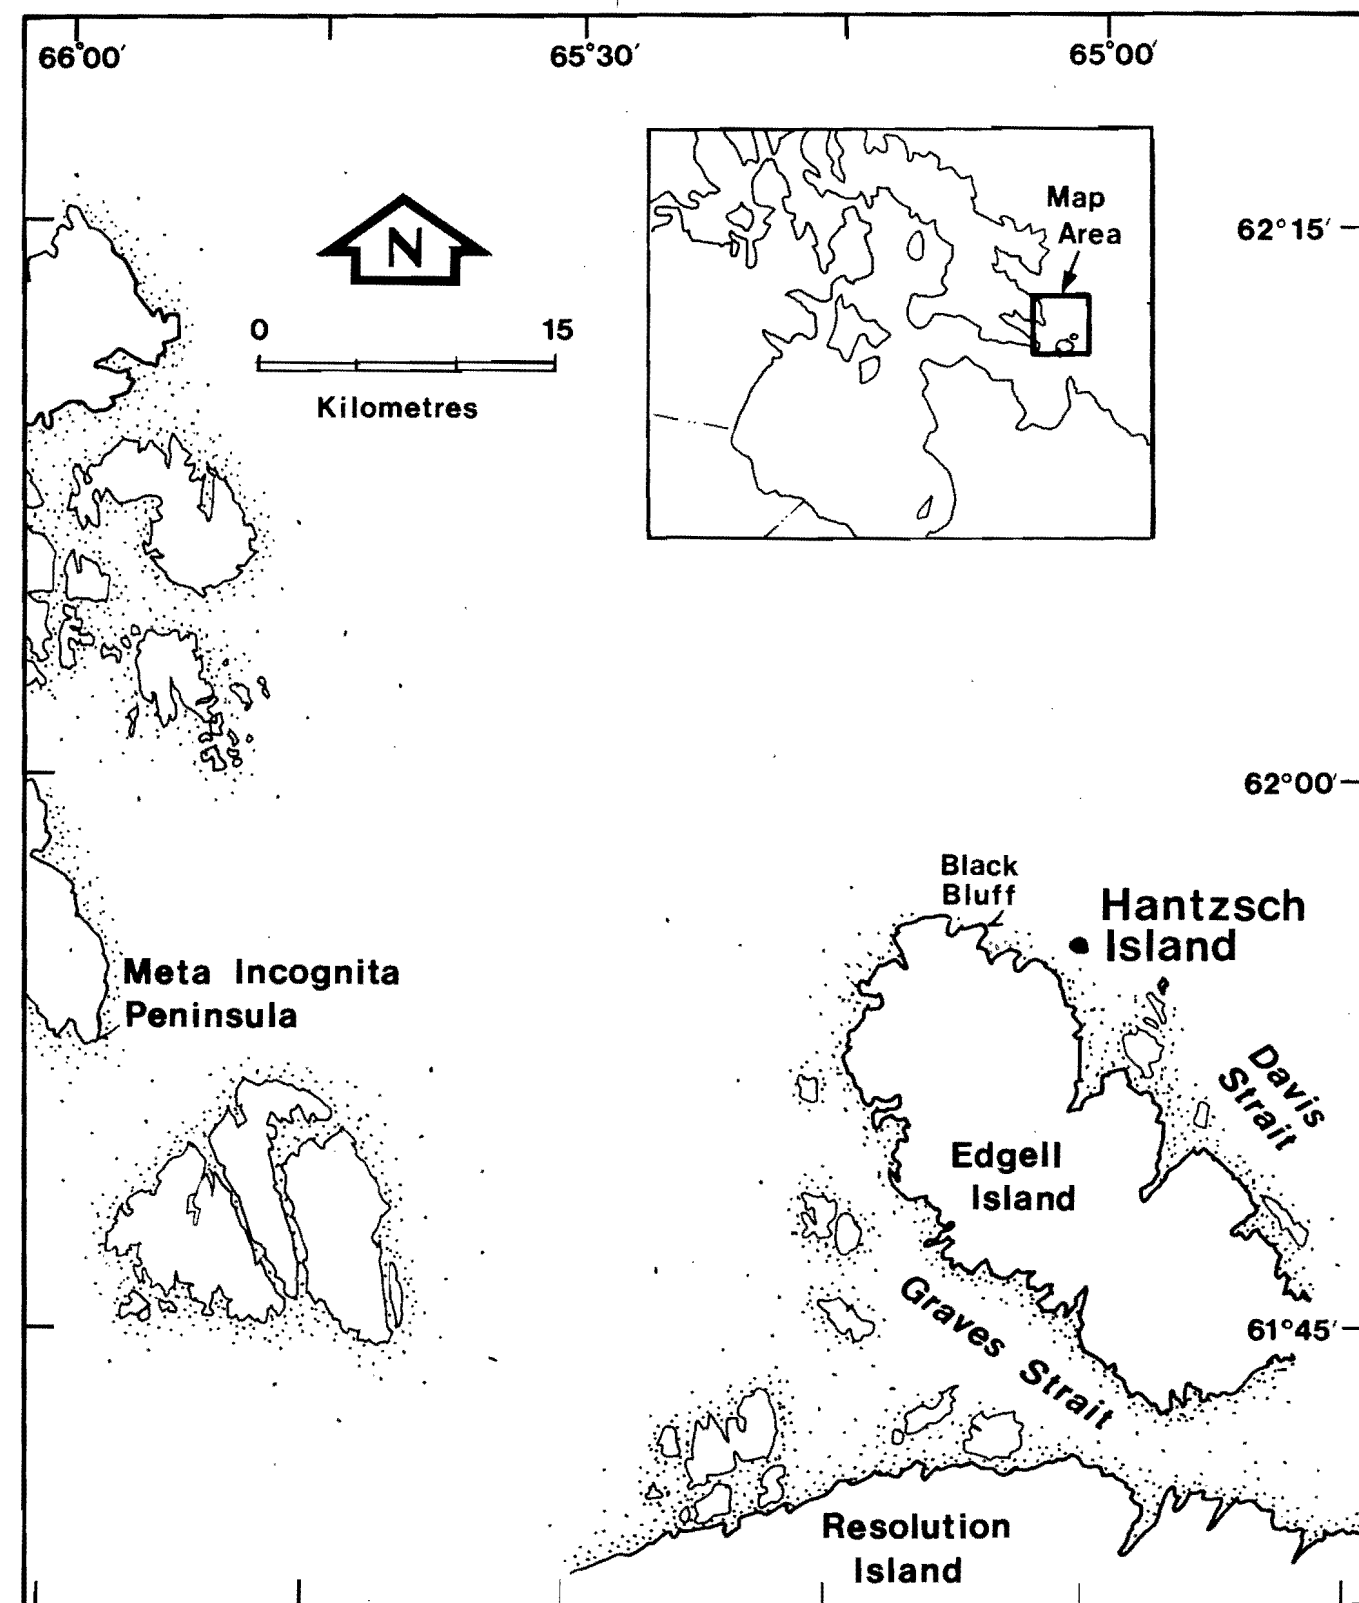 66°00′ 65°30′ 65°00′
Map
Area
62°15′
N
0 15
Kilometres
62°00′
Black
Bluff
Hantzsch
Island
Meta Incognita
Peninsula
Davis
Strait
Edgell
Island
Graves Strait
61°45′
Resolution
Island